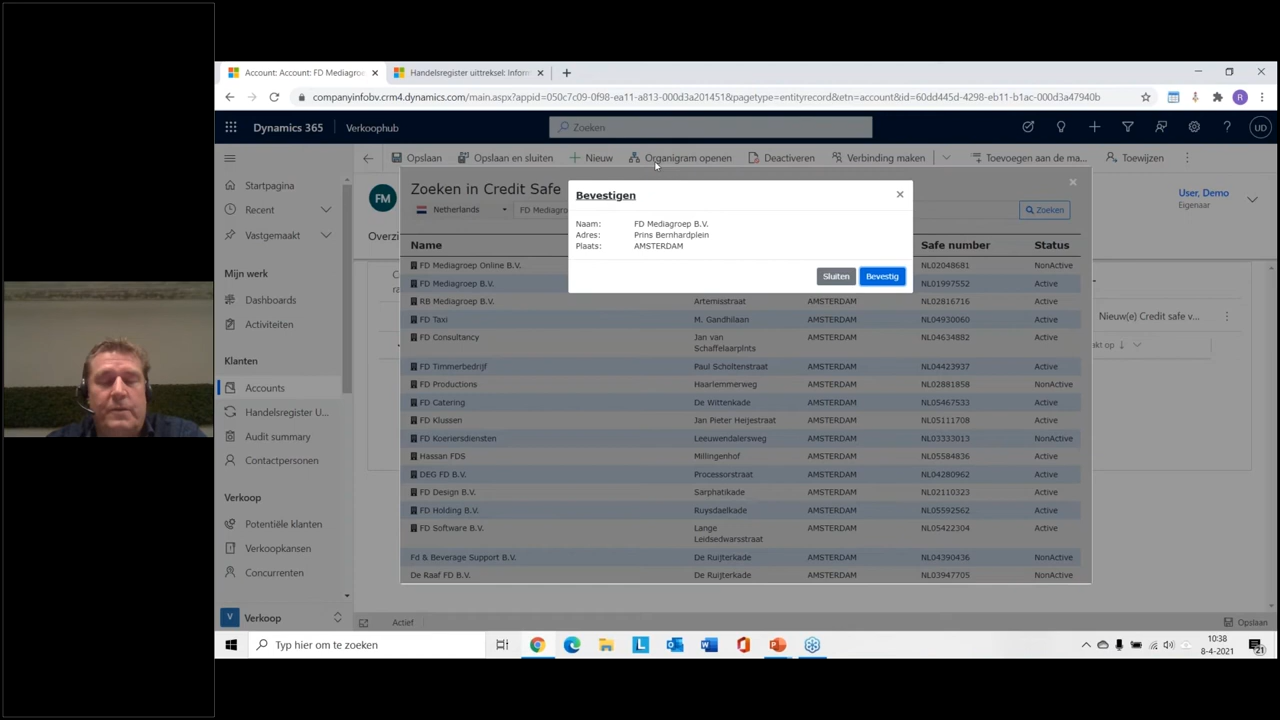 Account: Account: FD Mediagroe
Handelsregister uittreksel: Inform
companyinfobv.crm4.dynamics.com/main.aspx?appid=050c7c09-0f98-ea11-a813-000d3a201451&pagetype=entityrecord&etn=account&id=60dd445d-4298-eb11-b1ac-000d3a47940b
R
Dynamics 365
Verkoophub
Zoeken
UD
Opslaan
Opslaan en sluiten
Nieuw
Organigram openen
Deactiveren
Verbinding maken
Toevoegen aan de ma...
Toewijzen
Startpagina
Recent
Vastgemaakt
Mijn werk
Dashboards
Activiteiten
Klanten
Accounts
Handelsregister U...
Audit summary
Contactpersonen
Verkoop
Potentiële klanten
Verkoopkansen
Concurrenten
V Verkoop
FM
Overzi
User, Demo
Eigenaar
Nieuw(e) Credit safe v...
Zoeken in Credit Safe
Netherlands
FD Mediagro
Zoeken
Bevestigen
Naam: FD Mediagroep B.V.
Adres: Prins Bernhardplein
Plaats: AMSTERDAM
Sluiten
Bevestig
Name Safe number Status
FD Mediagroep Online B.V. NL02048681 NonActive
FD Mediagroep B.V. NL01997552 Active
RB Mediagroep B.V. Artemisstraat AMSTERDAM NL02816716 Active
FD Taxi M. Gandhilaan AMSTERDAM NL04930060 Active
FD Consultancy Jan van AMSTERDAM NL04634882 Active
Schaffelaarplnts
FD Timmerbedrijf Paul Scholtenstraat AMSTERDAM NL04423937 Active
FD Productions Haarlemmerweg AMSTERDAM NL02881858 NonActive
FD Catering De Wittenkade AMSTERDAM NL05467533 Active
FD Klussen Jan Pieter Heijestraat AMSTERDAM NL05111708 Active
FD Koeriersdiensten Leeuwendalersweg AMSTERDAM NL03333013 NonActive
Hassan FDS Millingenhof AMSTERDAM NL05584836 Active
DEG FD B.V. Processorstraat AMSTERDAM NL04280962 Active
FD Design B.V. Sarphatikade AMSTERDAM NL02110323 Active
FD Holding B.V. Ruysdaelkade AMSTERDAM NL05592562 Active
FD Software B.V. Lange AMSTERDAM NL05422304 Active
Leidsedwarsstraat
Fd & Beverage Support B.V. De Ruijterkade AMSTERDAM NL04390436 NonActive
De Raaf FD B.V. De Ruijterkade AMSTERDAM NL03947705 NonActive
Actief
Opslaan
Typ hier om te zoeken
10:38
8-4-2021
21